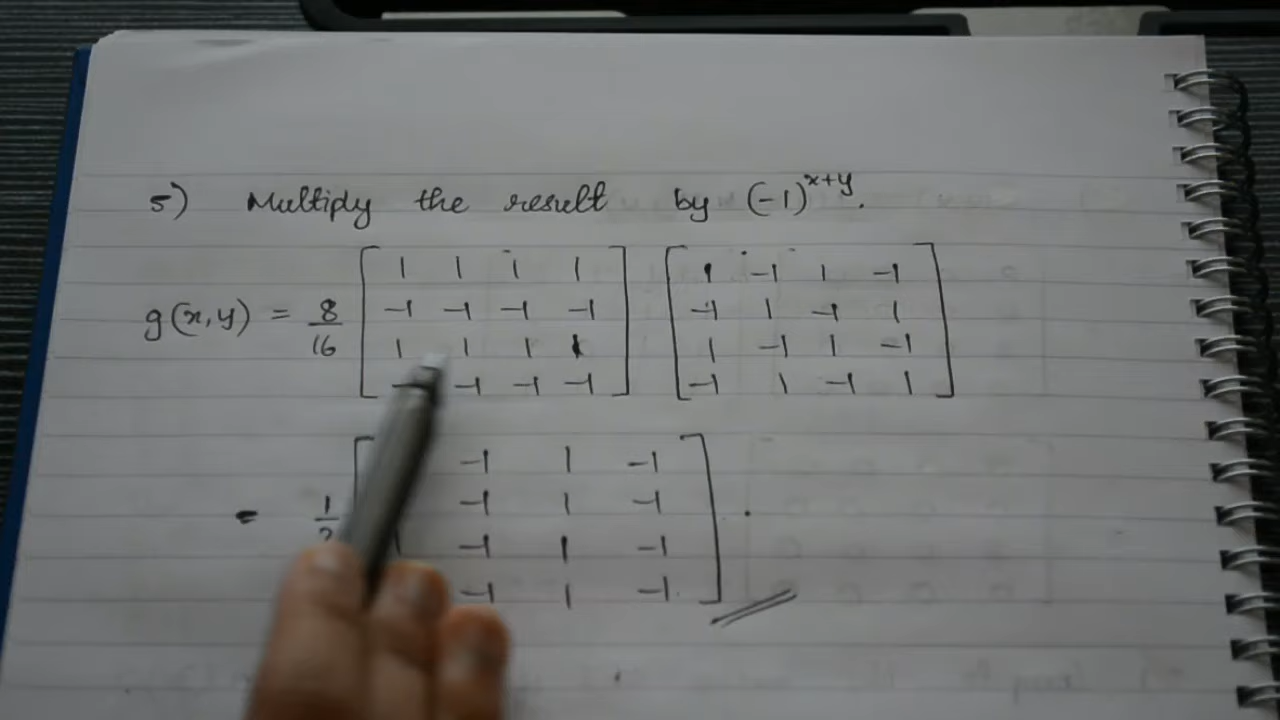 5) Multiply the result by (-1)^x+y.
g(x,y) = 8/16 [ 1 1 1 1 ] [ 1 -1 1 -1 ]
[ -1 -1 -1 -1 ] [ -1 1 -1 1 ]
[ 1 1 1 1 ] [ 1 -1 1 -1 ]
[ -1 -1 -1 ] [ -1 1 -1 1 ]
= 1/2 [ -1 1 -1 ]
[ -1 1 -1 ] .
[ 1 -1 1 -1 ]
[ -1 1 -1 ]